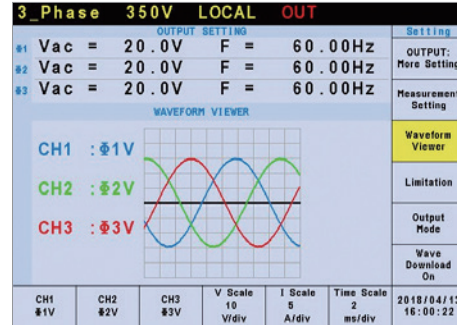 3_Phase 350V LOCAL OUT
OUTPUT SETTING
Φ1 Vac = 20.0V F = 60.00Hz
Φ2 Vac = 20.0V F = 60.00Hz
Φ3 Vac = 20.0V F = 60.00Hz
WAVEFORM VIEWER
CH1 :Φ1V
CH2 :Φ2V
CH3 :Φ3V
CH1
Φ1V
CH2
Φ2V
CH3
Φ3V
V Scale
10
V/div
I Scale
5
A/div
Time Scale
2
ms/div
Setting
OUTPUT:
More Setting
Measurement
Setting
Waveform
Viewer
Limitation
Output
Mode
Wave
Download
On
2018/04/13
16:00:22